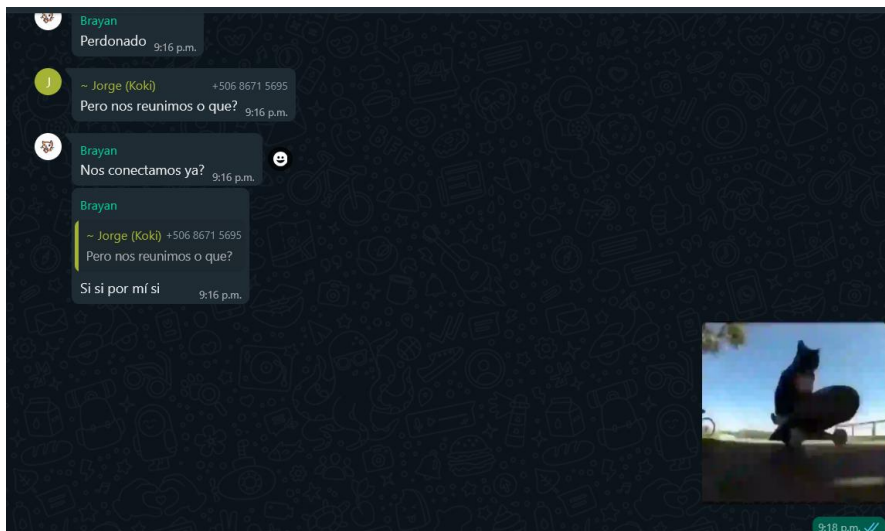 Brayan
Perdonado 9:16 p.m.
J
~ Jorge (Koki) +506 8671 5695
Pero nos reunimos o que? 9:16 p.m.
Brayan
Nos conectamos ya? 9:16 p.m.
Brayan
~ Jorge (Koki) +506 8671 5695
Pero nos reunimos o que?
Si si por mí si 9:16 p.m.
9:18 p.m.